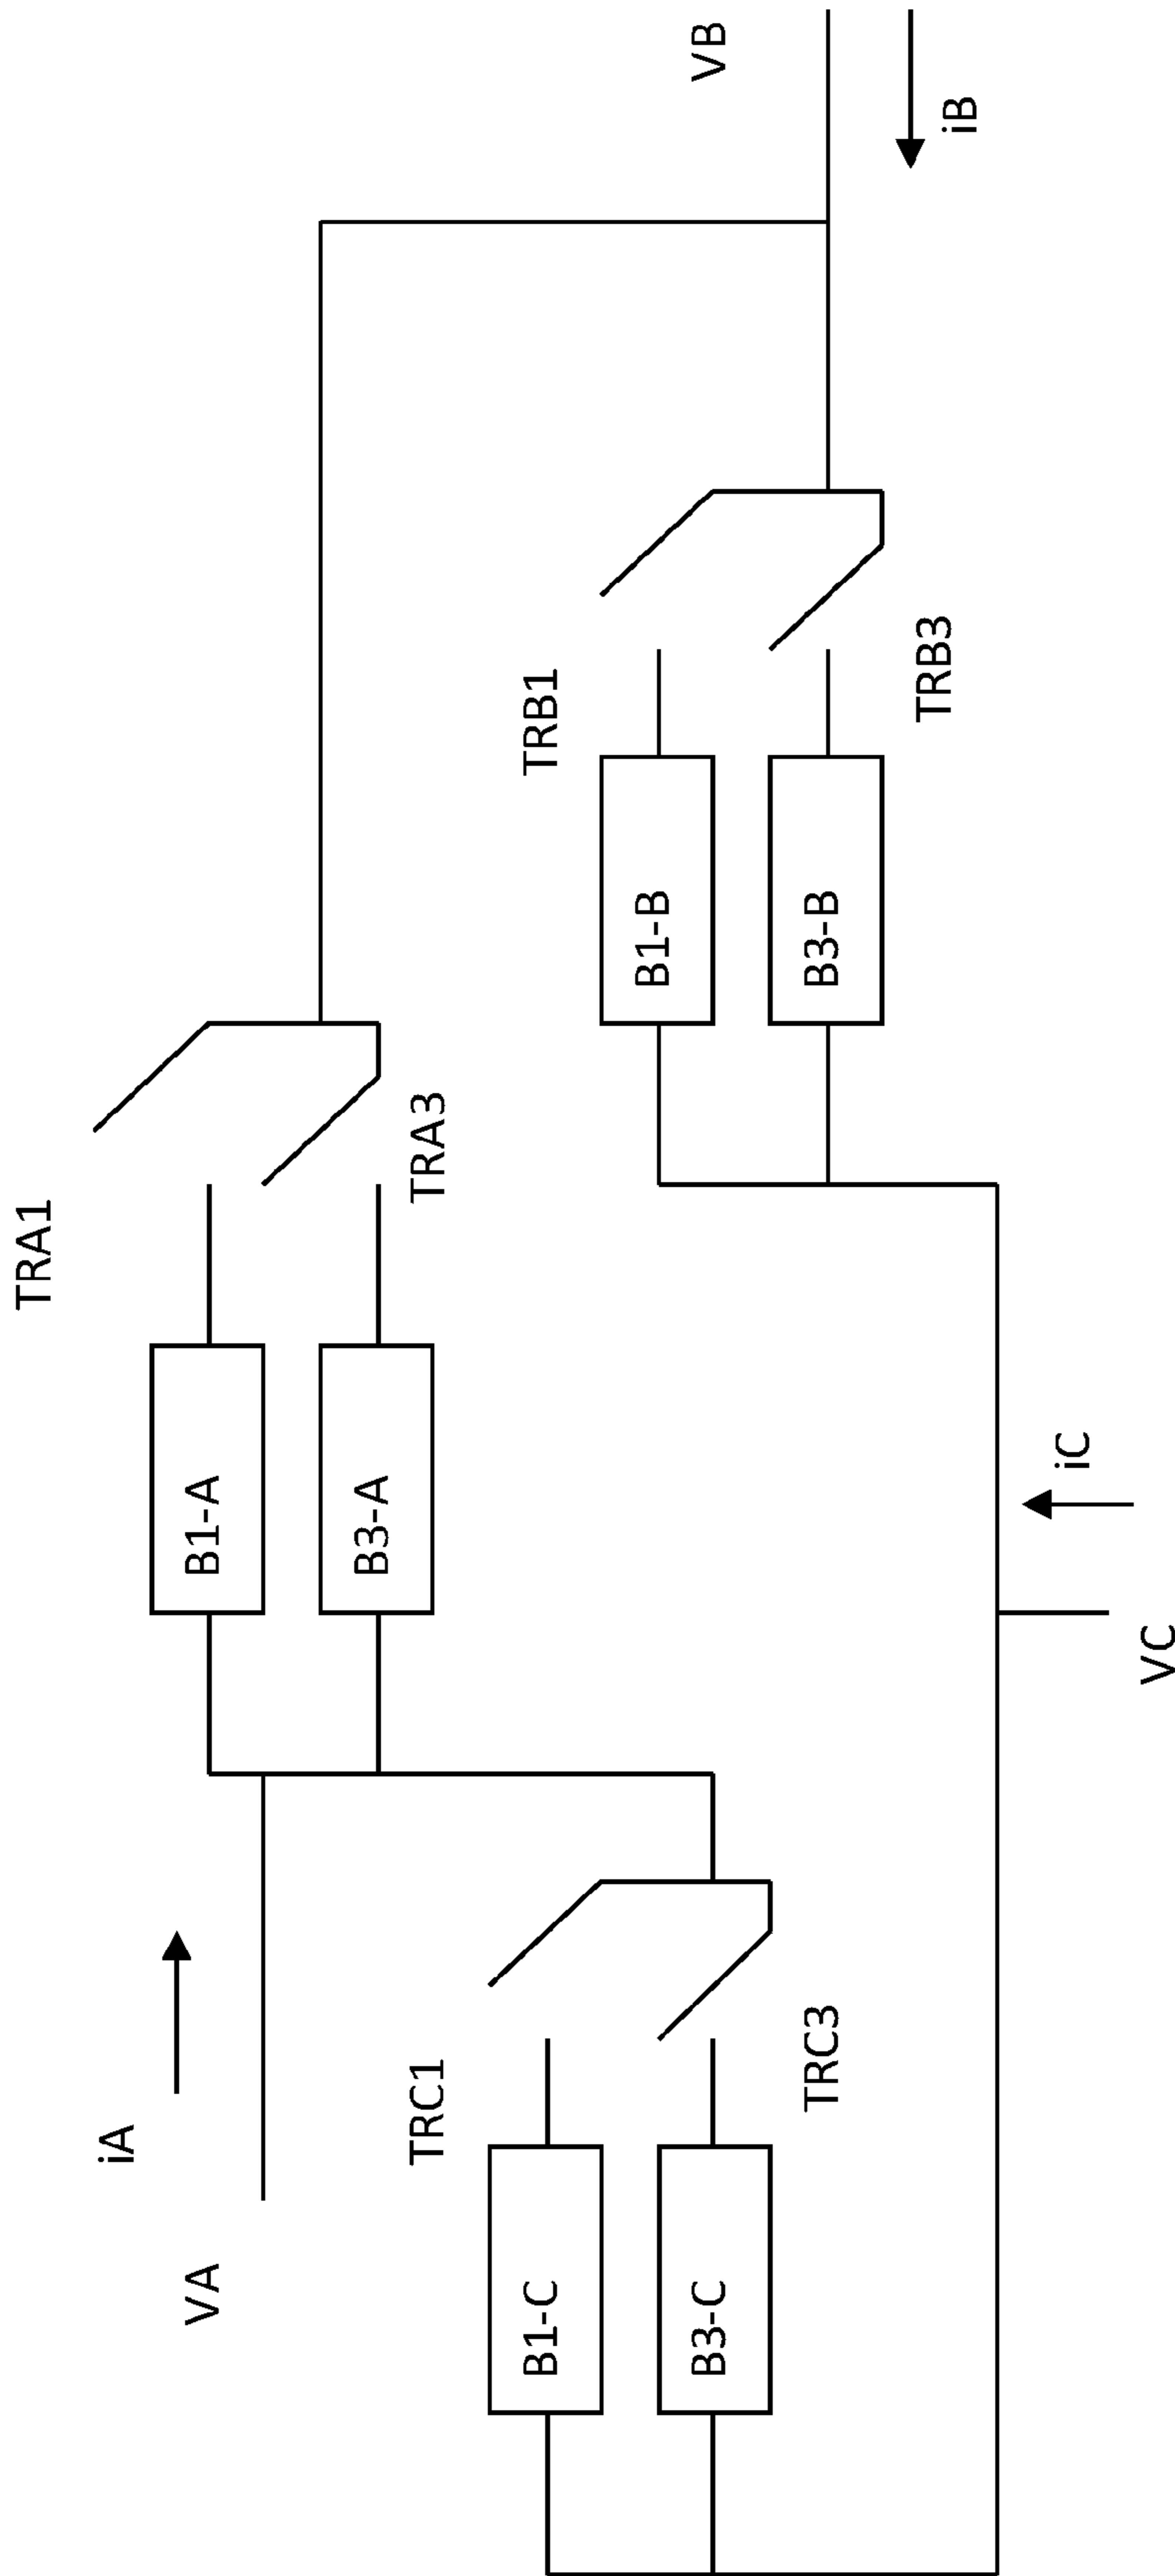 TRA1
iA
VA
B1-A
B3-A
TRA3
TRC1
B1-C
B3-C
TRC3
TRB1
B1-B
B3-B
TRB3
VB
iB
iC
VC